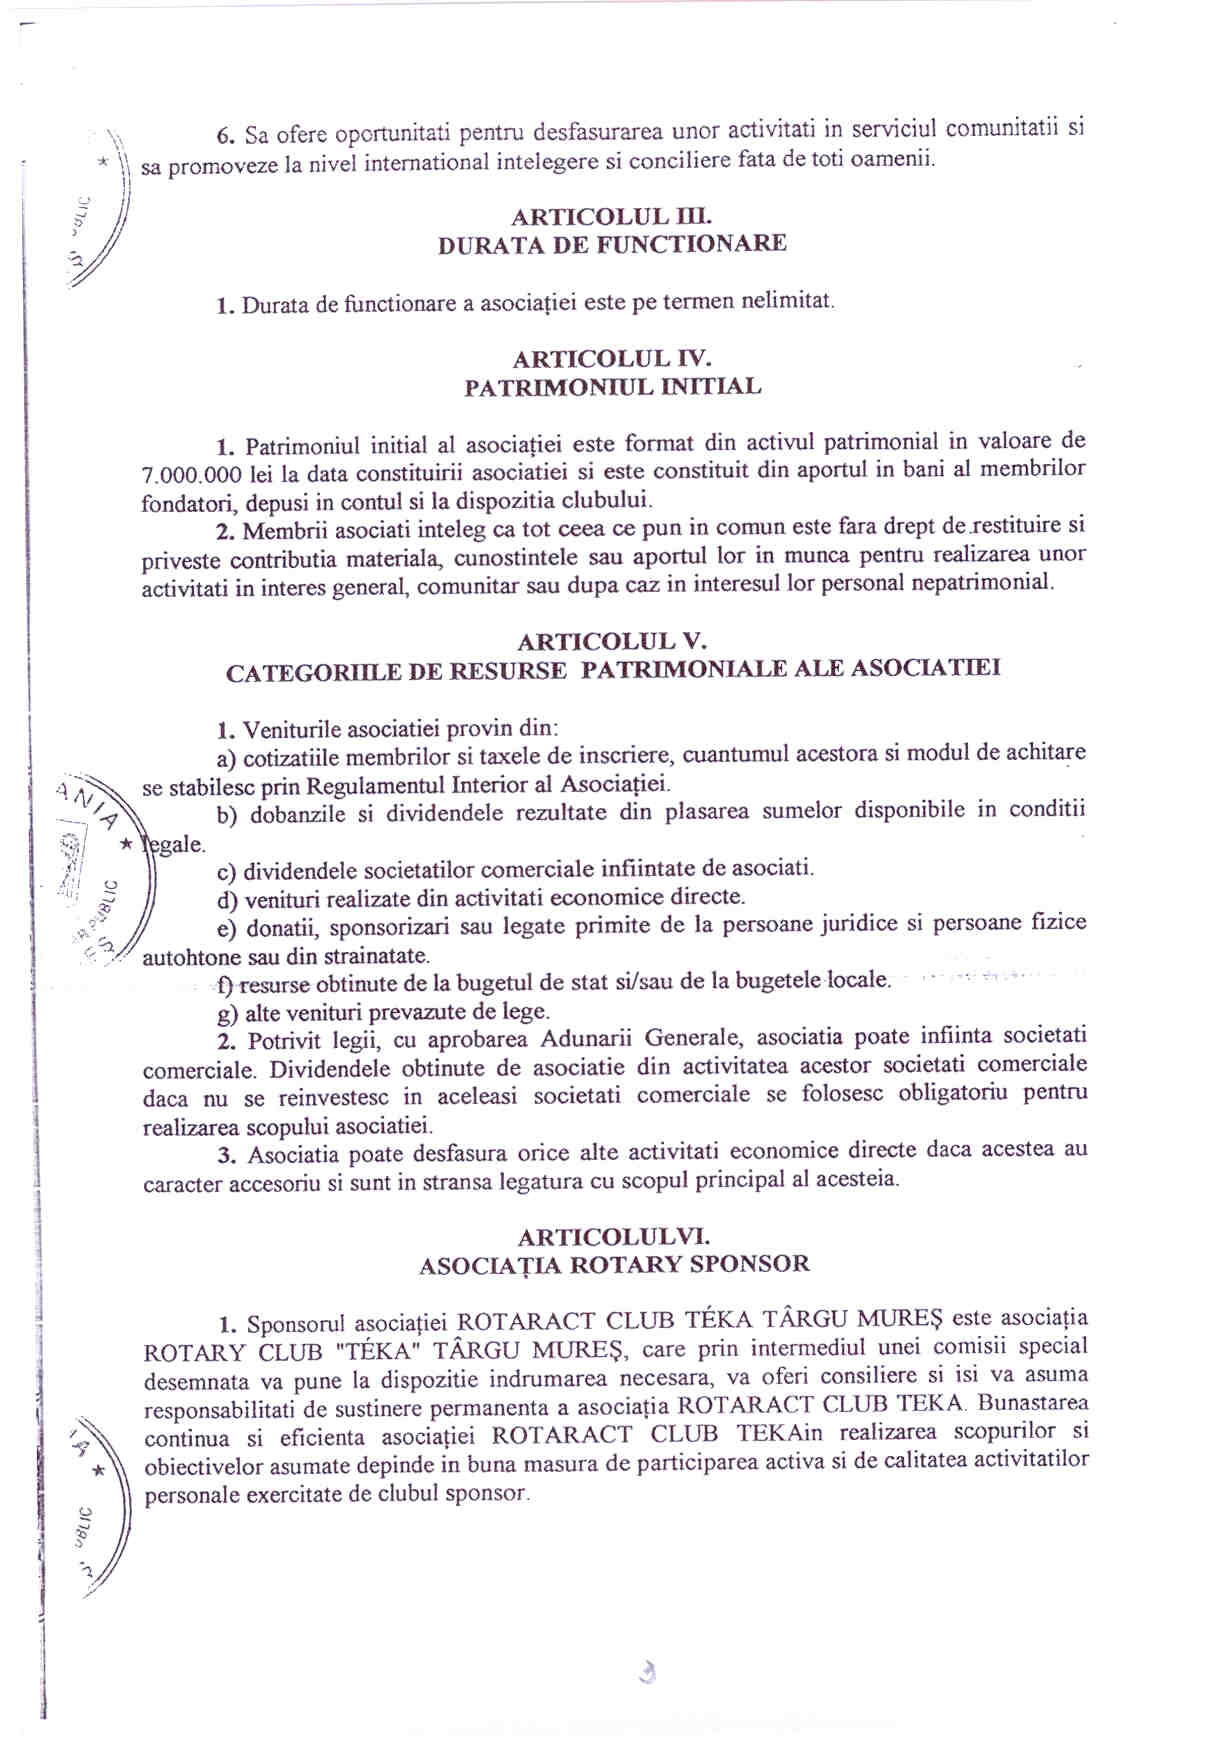 6. Sa ofere oportunitati pentru desfasurarea unor activitati in serviciul comunitatii si
sa promoveze la nivel international intelegere si conciliere fata de toti oamenii.
ARTICOLUL III.
DURATA DE FUNCTIONARE
1. Durata de functionare a asociației este pe termen nelimitat.
ARTICOLUL IV.
PATRIMONIUL INITIAL
1. Patrimoniul initial al asociației este format din activul patrimonial in valoare de
7.000.000 lei la data constituirii asociatiei si este constituit din aportul in bani al membrilor
fondatori, depusi in contul si la dispozitia clubului.
2. Membrii asociati inteleg ca tot ceea ce pun in comun este fara drept de restituire si
priveste contributia materiala, cunostintele sau aportul lor in munca pentru realizarea unor
activitati in interes general, comunitar sau dupa caz in interesul lor personal nepatrimonial.
ARTICOLUL V.
CATEGORIILE DE RESURSE PATRIMONIALE ALE ASOCIATIEI
1. Veniturile asociatiei provin din:
a) cotizatiile membrilor si taxele de inscriere, cuantumul acestora si modul de achitare
se stabilesc prin Regulamentul Interior al Asociației.
b) dobanzile si dividendele rezultate din plasarea sumelor disponibile in conditii
legale.
c) dividendele societatilor comerciale infiintate de asociati.
d) venituri realizate din activitati economice directe.
e) donatii, sponsorizari sau legate primite de la persoane juridice si persoane fizice
autohtone sau din strainatate.
f) resurse obtinute de la bugetul de stat si/sau de la bugetele locale.
g) alte venituri prevazute de lege.
2. Potrivit legii, cu aprobarea Adunarii Generale, asociatia poate infiinta societati
comerciale. Dividendele obtinute de asociatie din activitatea acestor societati comerciale
daca nu se reinvestesc in aceleasi societati comerciale se folosesc obligatoriu pentru
realizarea scopului asociatiei.
3. Asociatia poate desfasura orice alte activitati economice directe daca acestea au
caracter accesoriu si sunt in stransa legatura cu scopul principal al acesteia.
ARTICOLULVI.
ASOCIAȚIA ROTARY SPONSOR
1. Sponsorul asociației ROTARACT CLUB TÉKA TÂRGU MUREȘ este asociația
ROTARY CLUB "TÉKA" TÂRGU MUREȘ, care prin intermediul unei comisii special
desemnata va pune la dispozitie indrumarea necesara, va oferi consiliere si isi va asuma
responsabilitati de sustinere permanenta a asociația ROTARACT CLUB TEKA. Bunastarea
continua si eficienta asociației ROTARACT CLUB TEKAin realizarea scopurilor si
obiectivelor asumate depinde in buna masura de participarea activa si de calitatea activitatilor
personale exercitate de clubul sponsor.
3